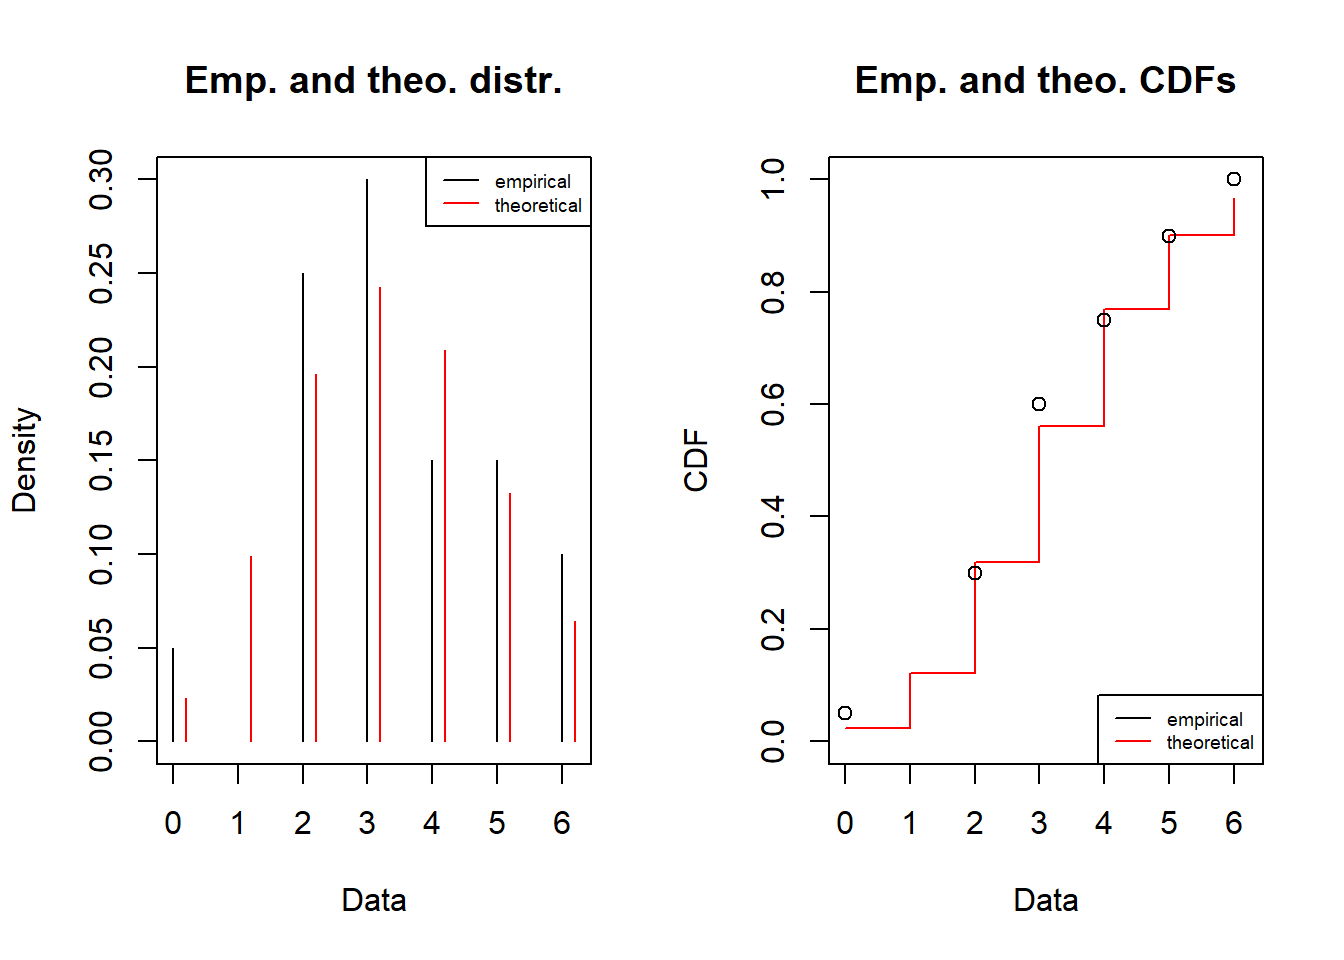 Emp. and theo. distr.
empirical
theoretical
0.30
0.25
0.20
0.15
0.10
0.05
0.00
Density
0 1 2 3 4 5 6
Data
Emp. and theo. CDFs
1.0
0.8
0.6
0.4
0.2
0.0
CDF
empirical
theoretical
0 1 2 3 4 5 6
Data